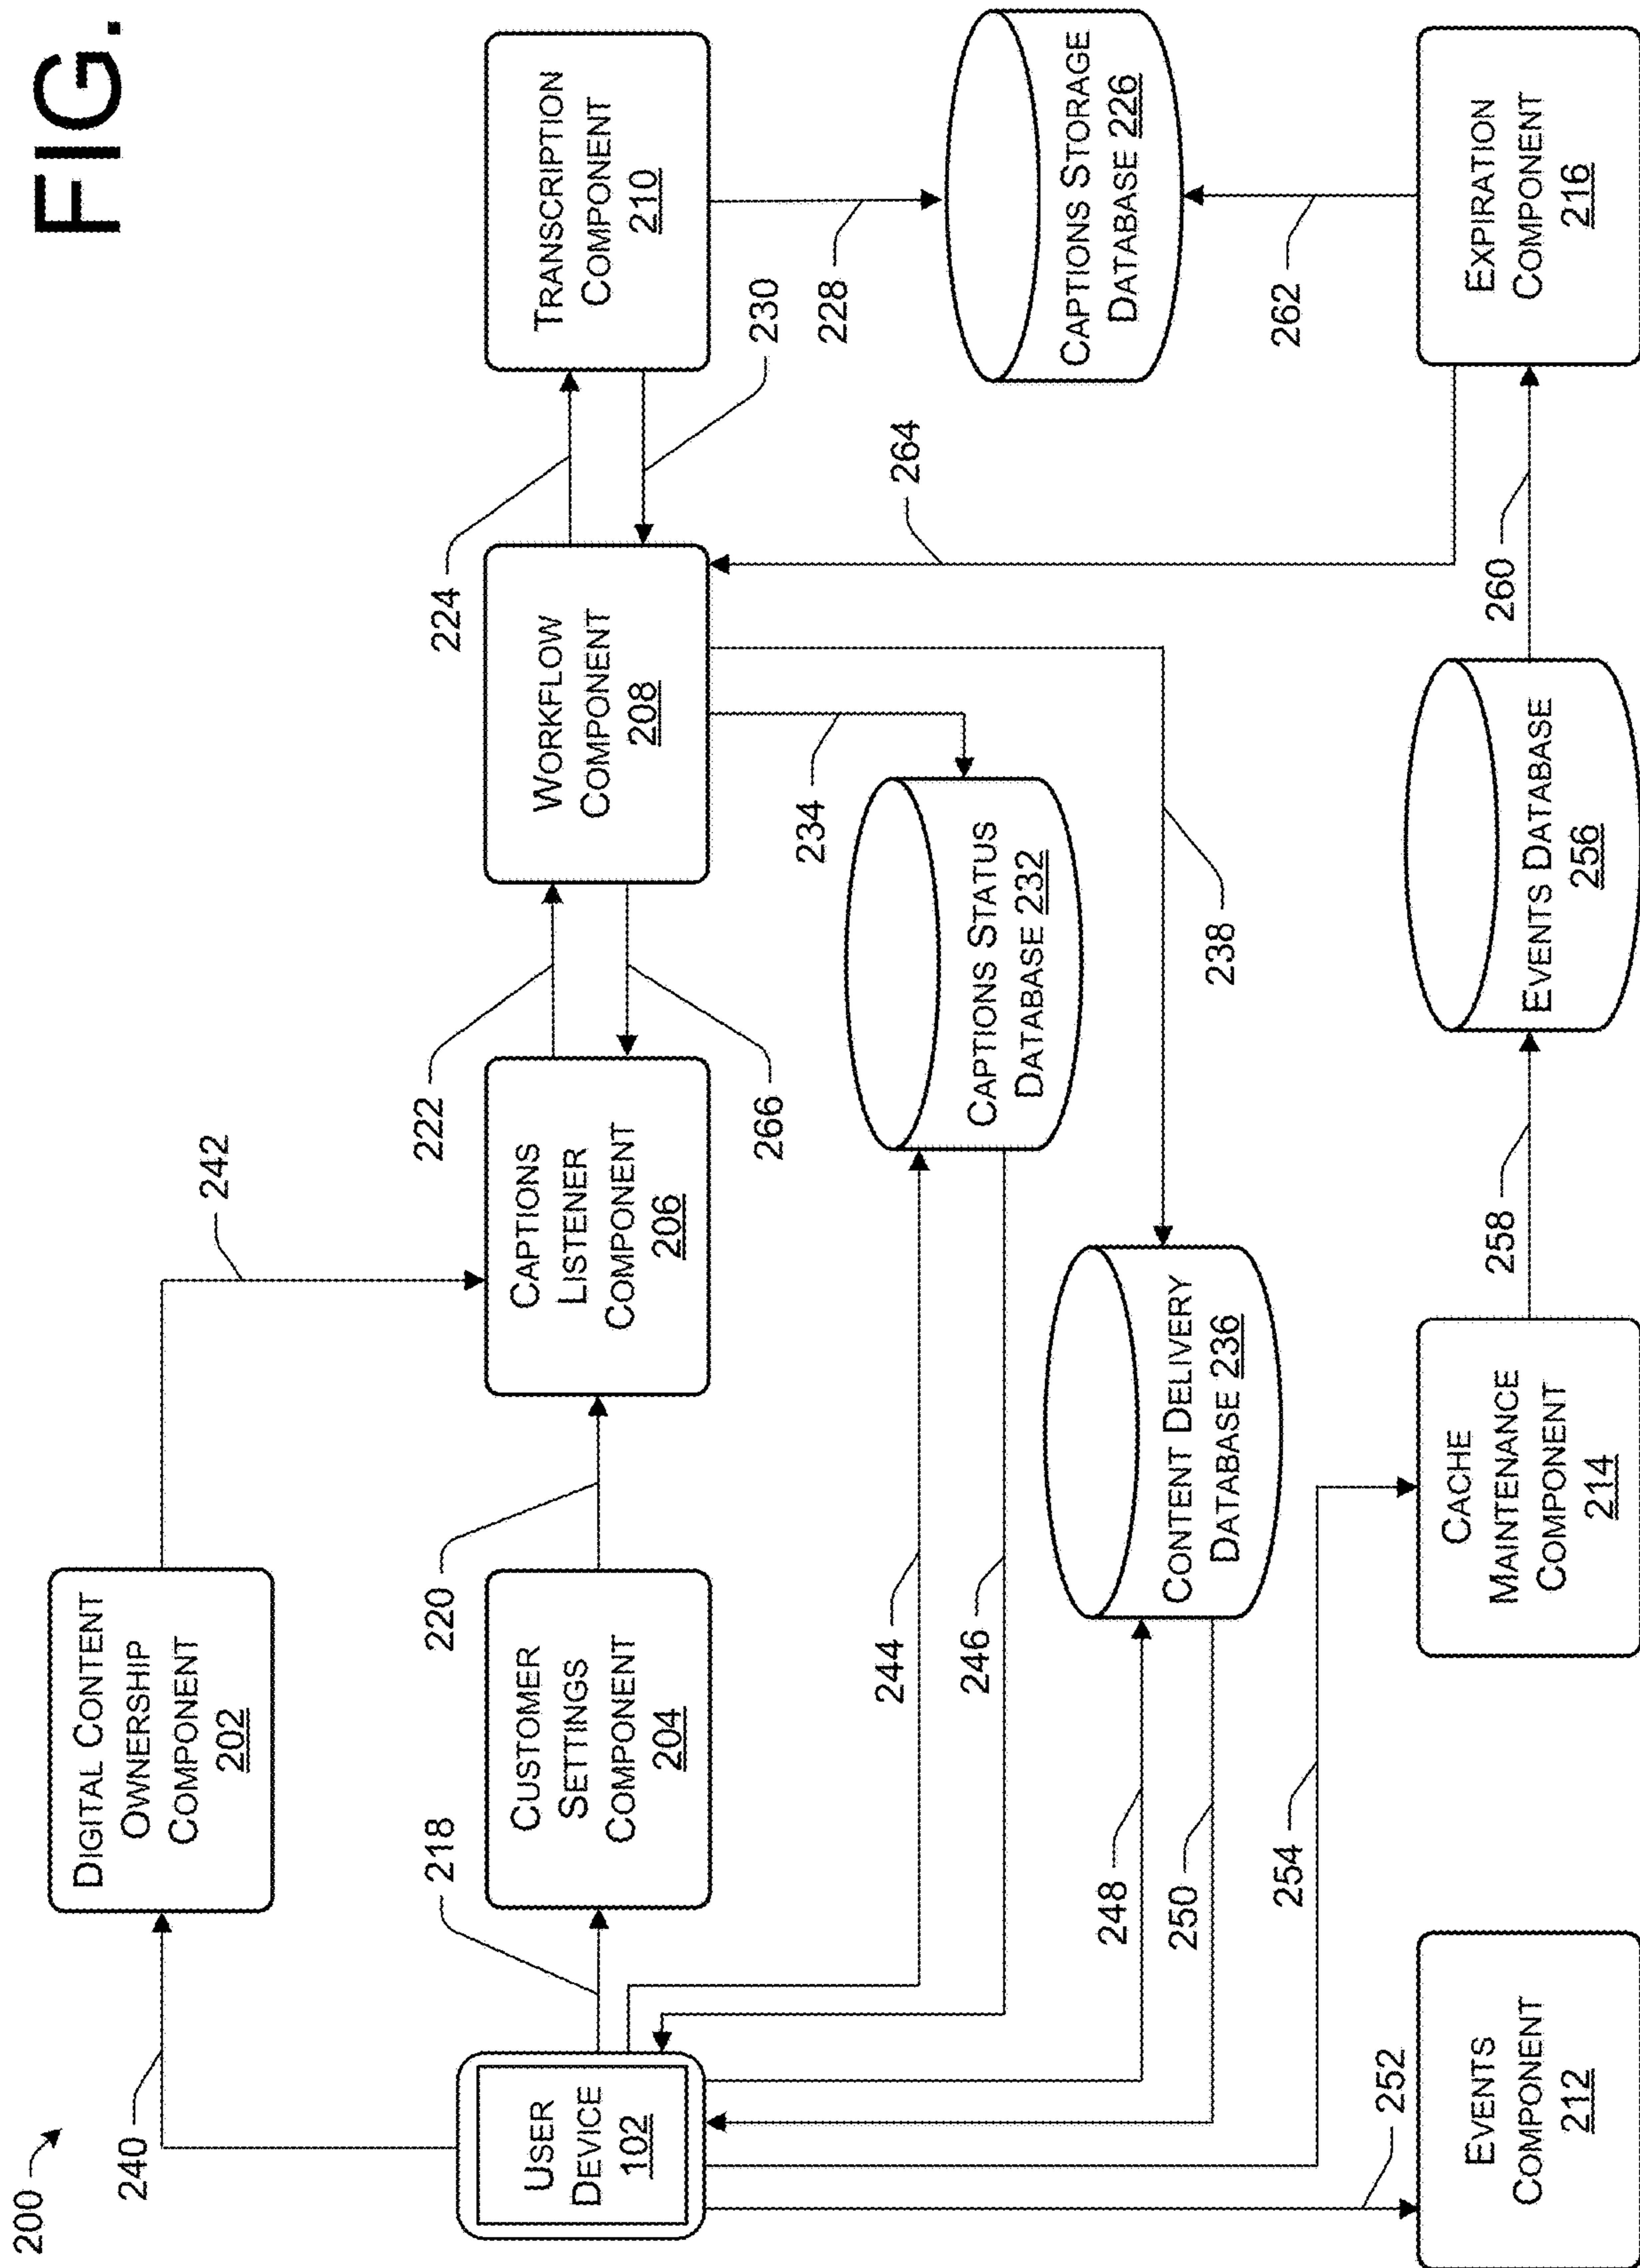 FIG.
200
240
DIGITAL CONTENT
OWNERSHIP
COMPONENT
202
242
USER
DEVICE
102
218
CUSTOMER
SETTINGS
COMPONENT
204
220
CAPTIONS
LISTENER
COMPONENT
206
222
266
WORKFLOW
COMPONENT
208
224
230
TRANSCRIPTION
COMPONENT
210
228
234
244
246
CAPTIONS STATUS
DATABASE 232
264
CAPTIONS STORAGE
DATABASE 226
248
250
CONTENT DELIVERY
DATABASE 236
238
262
254
252
EVENTS
COMPONENT
212
CACHE
MAINTENANCE
COMPONENT
214
258
EVENTS DATABASE
256
260
EXPIRATION
COMPONENT
216